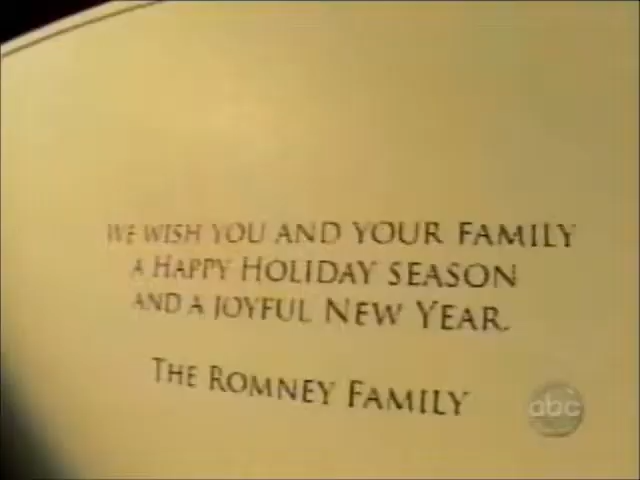 WE WISH YOU AND YOUR FAMILY
A HAPPY HOLIDAY SEASON
AND A JOYFUL NEW YEAR.
THE ROMNEY FAMILY
abc